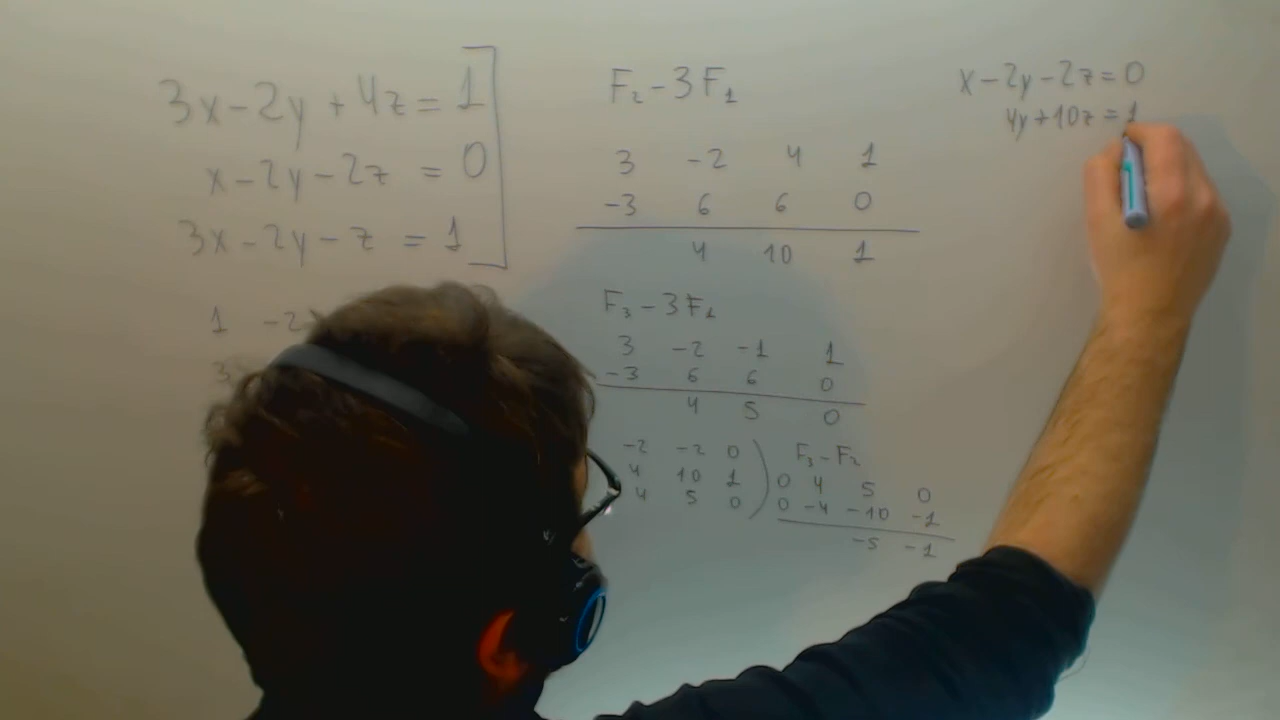 3x-2y+4z=1
x-2y-2z=0
3x-2y-z=1
1 -2
3
F₂-3F₁
3 -2 4 1
-3 6 6 0
4 10 1
F₃-3F₁
3 -2 -1 1
-3 6 6 0
4 5 0
-2 -2 0
4 10 1
4 5 0
F₃-F₂
0 4 5 0
0 -4 -10 -1
-5 -1
x-2y-2z=0
4y+10z=1